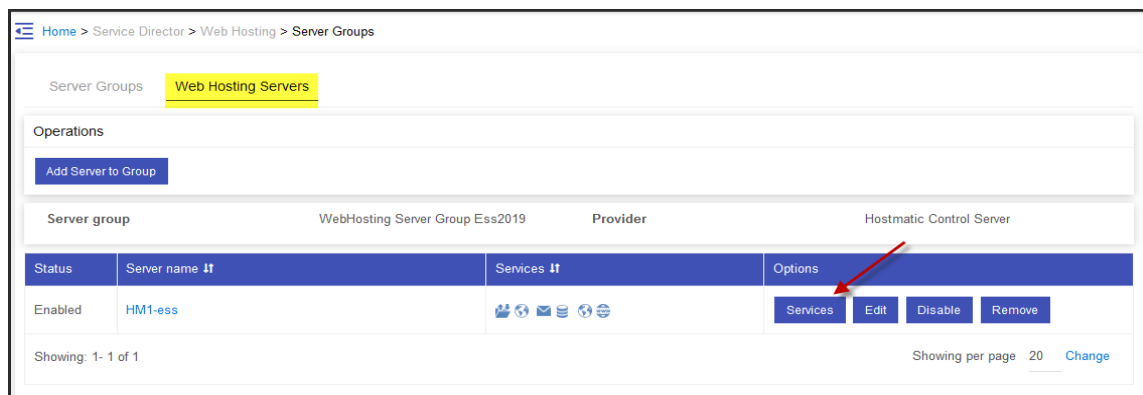 Home > Service Director > Web Hosting > Server Groups
Server Groups Web Hosting Servers
Operations
Add Server to Group
Server group WebHosting Server Group Ess2019 Provider Hostmatic Control Server
Status Server name Services Options
Enabled HM1-ess Services Edit Disable Remove
Showing: 1- 1 of 1 Showing per page 20 Change